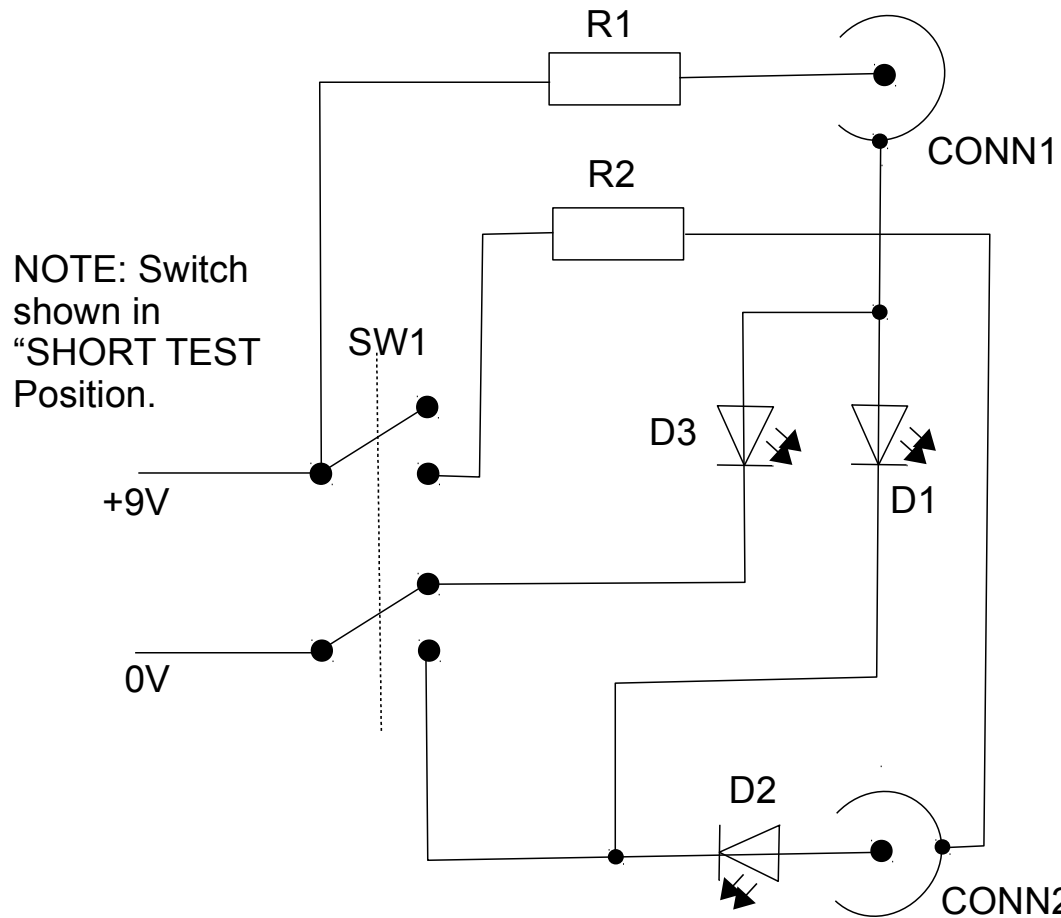 R1
CONN1
R2
NOTE: Switch
shown in
“SHORT TEST
Position.
SW1
D3
D1
+9V
0V
D2
CONN2